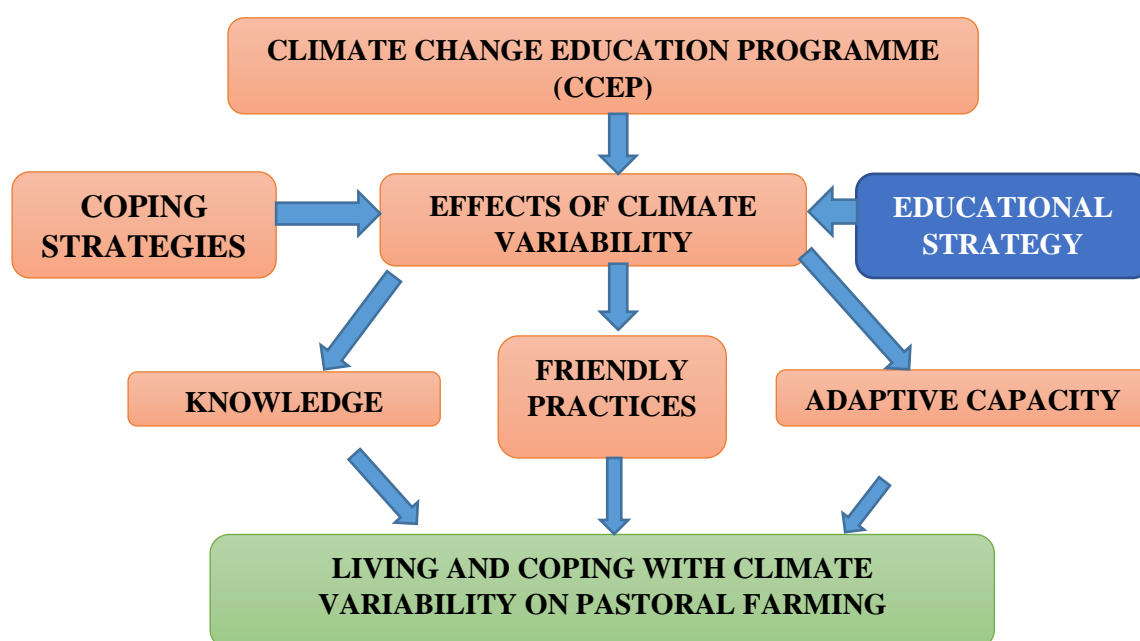 CLIMATE CHANGE EDUCATION PROGRAMME
(CCEP)
COPING
STRATEGIES
EFFECTS OF CLIMATE
VARIABILITY
EDUCATIONAL
STRATEGY
KNOWLEDGE
FRIENDLY
PRACTICES
ADAPTIVE CAPACITY
LIVING AND COPING WITH CLIMATE
VARIABILITY ON PASTORAL FARMING